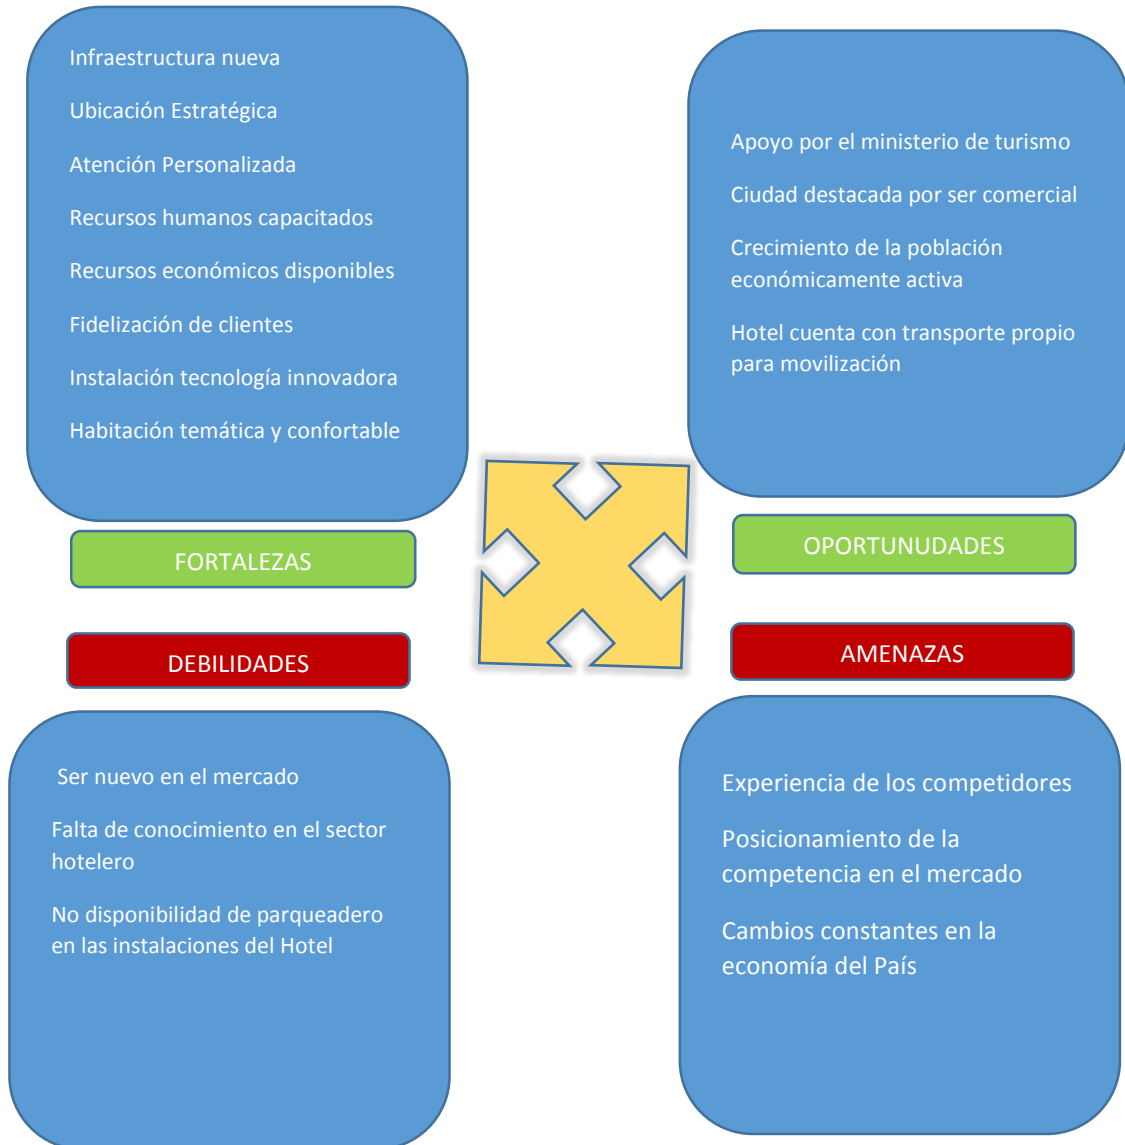 Infraestructura nueva
Ubicación Estratégica
Atención Personalizada
Recursos humanos capacitados
Recursos económicos disponibles
Fidelización de clientes
Instalación tecnología innovadora
Habitación temática y confortable
Apoyo por el ministerio de turismo
Ciudad destacada por ser comercial
Crecimiento de la población
económicamente activa
Hotel cuenta con transporte propio
para movilización
FORTALEZAS
OPORTUNUDADES
DEBILIDADES
AMENAZAS
Ser nuevo en el mercado
Falta de conocimiento en el sector
hotelero
No disponibilidad de parqueadero
en las instalaciones del Hotel
Experiencia de los competidores
Posicionamiento de la
competencia en el mercado
Cambios constantes en la
economía del País